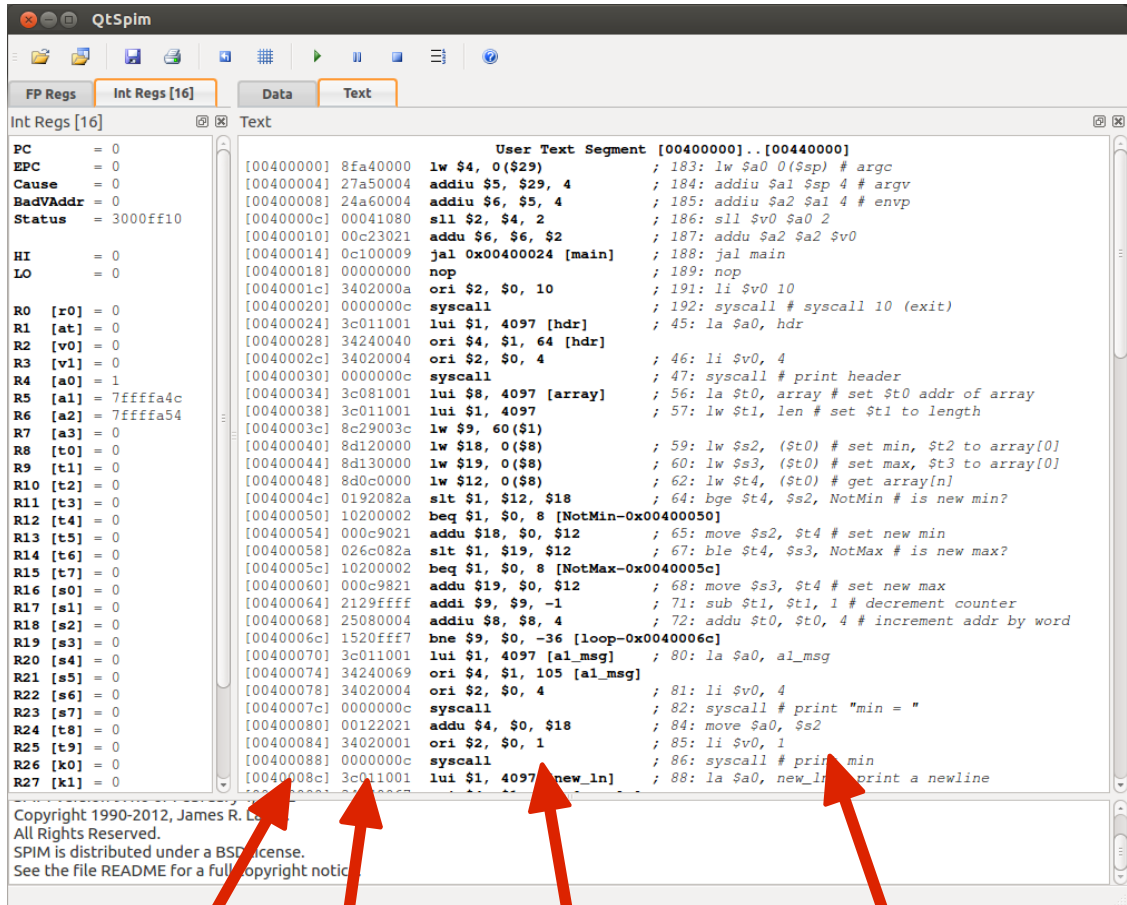 QtSpim
FP Regs Int Regs [16] Data Text
Int Regs [16]
PC = 0
EPC = 0
Cause = 0
BadVAddr = 0
Status = 3000ff10
HI = 0
LO = 0
R0 [r0] = 0
R1 [at] = 0
R2 [v0] = 0
R3 [v1] = 0
R4 [a0] = 1
R5 [a1] = 7ffffa4c
R6 [a2] = 7ffffa54
R7 [a3] = 0
R8 [t0] = 0
R9 [t1] = 0
R10 [t2] = 0
R11 [t3] = 0
R12 [t4] = 0
R13 [t5] = 0
R14 [t6] = 0
R15 [t7] = 0
R16 [s0] = 0
R17 [s1] = 0
R18 [s2] = 0
R19 [s3] = 0
R20 [s4] = 0
R21 [s5] = 0
R22 [s6] = 0
R23 [s7] = 0
R24 [t8] = 0
R25 [t9] = 0
R26 [k0] = 0
R27 [k1] = 0
Text
User Text Segment [00400000]..[00440000]
[00400000] 8fa40000 lw $4, 0($29) ; 183: lw $a0 0($sp) # argc
[00400004] 27a50004 addiu $5, $29, 4 ; 184: addiu $a1 $sp 4 # argv
[00400008] 24a60004 addiu $6, $5, 4 ; 185: addiu $a2 $a1 4 # envp
[0040000c] 00041080 sll $2, $4, 2 ; 186: sll $v0 $a0 2
[00400010] 00c23021 addu $6, $6, $2 ; 187: addu $a2 $a2 $v0
[00400014] 0c100009 jal 0x00400024 [main] ; 188: jal main
[00400018] 00000000 nop ; 189: nop
[0040001c] 3402000a ori $2, $0, 10 ; 191: li $v0 10
[00400020] 0000000c syscall ; 192: syscall # syscall 10 (exit)
[00400024] 3c011001 lui $1, 4097 [hdr] ; 45: la $a0, hdr
[00400028] 34240040 ori $4, $1, 64 [hdr]
[0040002c] 34020004 ori $2, $0, 4 ; 46: li $v0, 4
[00400030] 0000000c syscall ; 47: syscall # print header
[00400034] 3c081001 lui $8, 4097 [array] ; 56: la $t0, array # set $t0 addr of array
[00400038] 3c011001 lui $1, 4097 ; 57: lw $t1, len # set $t1 to length
[0040003c] 8c29003c lw $9, 60($1)
[00400040] 8d120000 lw $18, 0($8) ; 59: lw $s2, ($t0) # set min, $t2 to array[0]
[00400044] 8d130000 lw $19, 0($8) ; 60: lw $s3, ($t0) # set max, $t3 to array[0]
[00400048] 8d0c0000 lw $12, 0($8) ; 62: lw $t4, ($t0) # get array[n]
[0040004c] 0192082a slt $1, $12, $18 ; 64: bge $t4, $s2, NotMin # is new min?
[00400050] 10200002 beq $1, $0, 8 [NotMin-0x00400050]
[00400054] 000c9021 addu $18, $0, $12 ; 65: move $s2, $t4 # set new min
[00400058] 026c082a slt $1, $19, $12 ; 67: ble $t4, $s3, NotMax # is new max?
[0040005c] 10200002 beq $1, $0, 8 [NotMax-0x0040005c]
[00400060] 000c9821 addu $19, $0, $12 ; 68: move $s3, $t4 # set new max
[00400064] 2129ffff addi $9, $9, -1 ; 71: sub $t1, $t1, 1 # decrement counter
[00400068] 25080004 addiu $8, $8, 4 ; 72: addu $t0, $t0, 4 # increment addr by word
[0040006c] 1520fff7 bne $9, $0, -36 [loop-0x0040006c]
[00400070] 3c011001 lui $1, 4097 [a1_msg] ; 80: la $a0, a1_msg
[00400074] 34240069 ori $4, $1, 105 [a1_msg]
[00400078] 34020004 ori $2, $0, 4 ; 81: li $v0, 4
[0040007c] 0000000c syscall ; 82: syscall # print "min = "
[00400080] 00122021 addu $4, $0, $18 ; 84: move $a0, $s2
[00400084] 34020001 ori $2, $0, 1 ; 85: li $v0, 1
[00400088] 0000000c syscall ; 86: syscall # print min
[0040008c] 3c011001 lui $1, 4097 [new_ln] ; 88: la $a0, new_ln # print a newline
Copyright 1990-2012, James R.
All Rights Reserved.
SPIM is distributed under a BSD license.
See the file README for a full copyright notice.